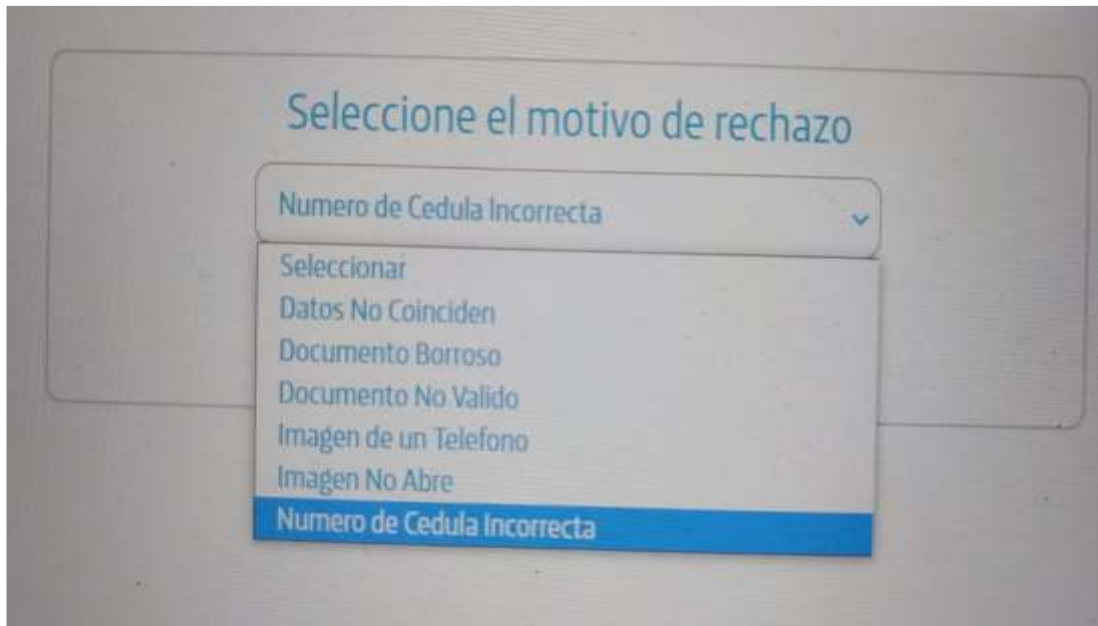 Seleccione el motivo de rechazo
Numero de Cedula Incorrecta
Seleccionar
Datos No Coinciden
Documento Borroso
Documento No Valido
Imagen de un Telefono
Imagen No Abre
Numero de Cedula Incorrecta